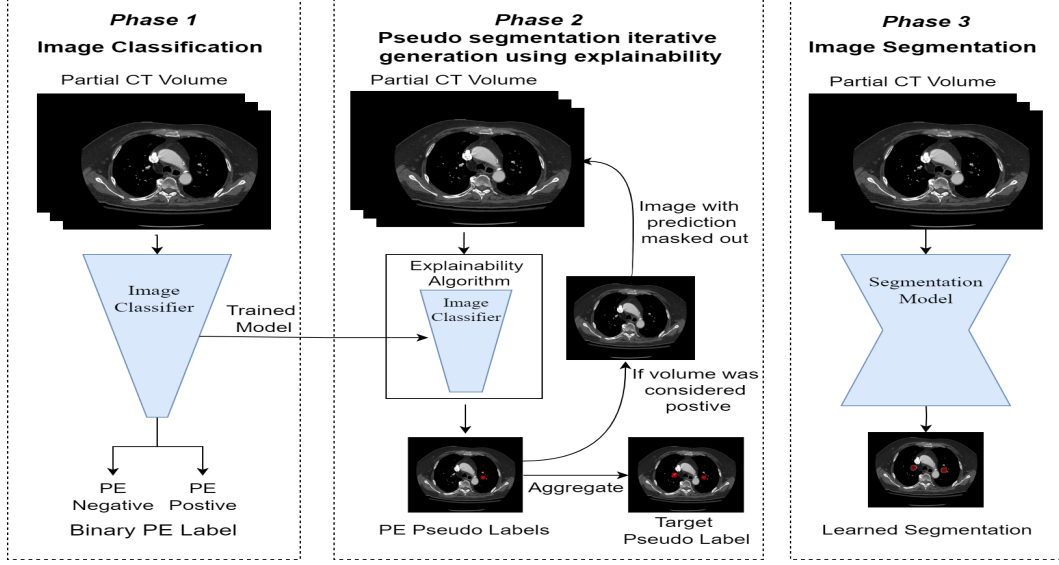 Phase 1
Image Classification
Partial CT Volume
Image
Classifier
Trained
Model
PE
Negative
PE
Postive
Binary PE Label
Phase 2
Pseudo segmentation iterative
generation using explainability
Partial CT Volume
Explainability
Algorithm
Image
Classifier
Image with
prediction
masked out
If volume was
considered
postive
Aggregate
PE Pseudo Labels
Target
Pseudo Label
Phase 3
Image Segmentation
Partial CT Volume
Segmentation
Model
Learned Segmentation